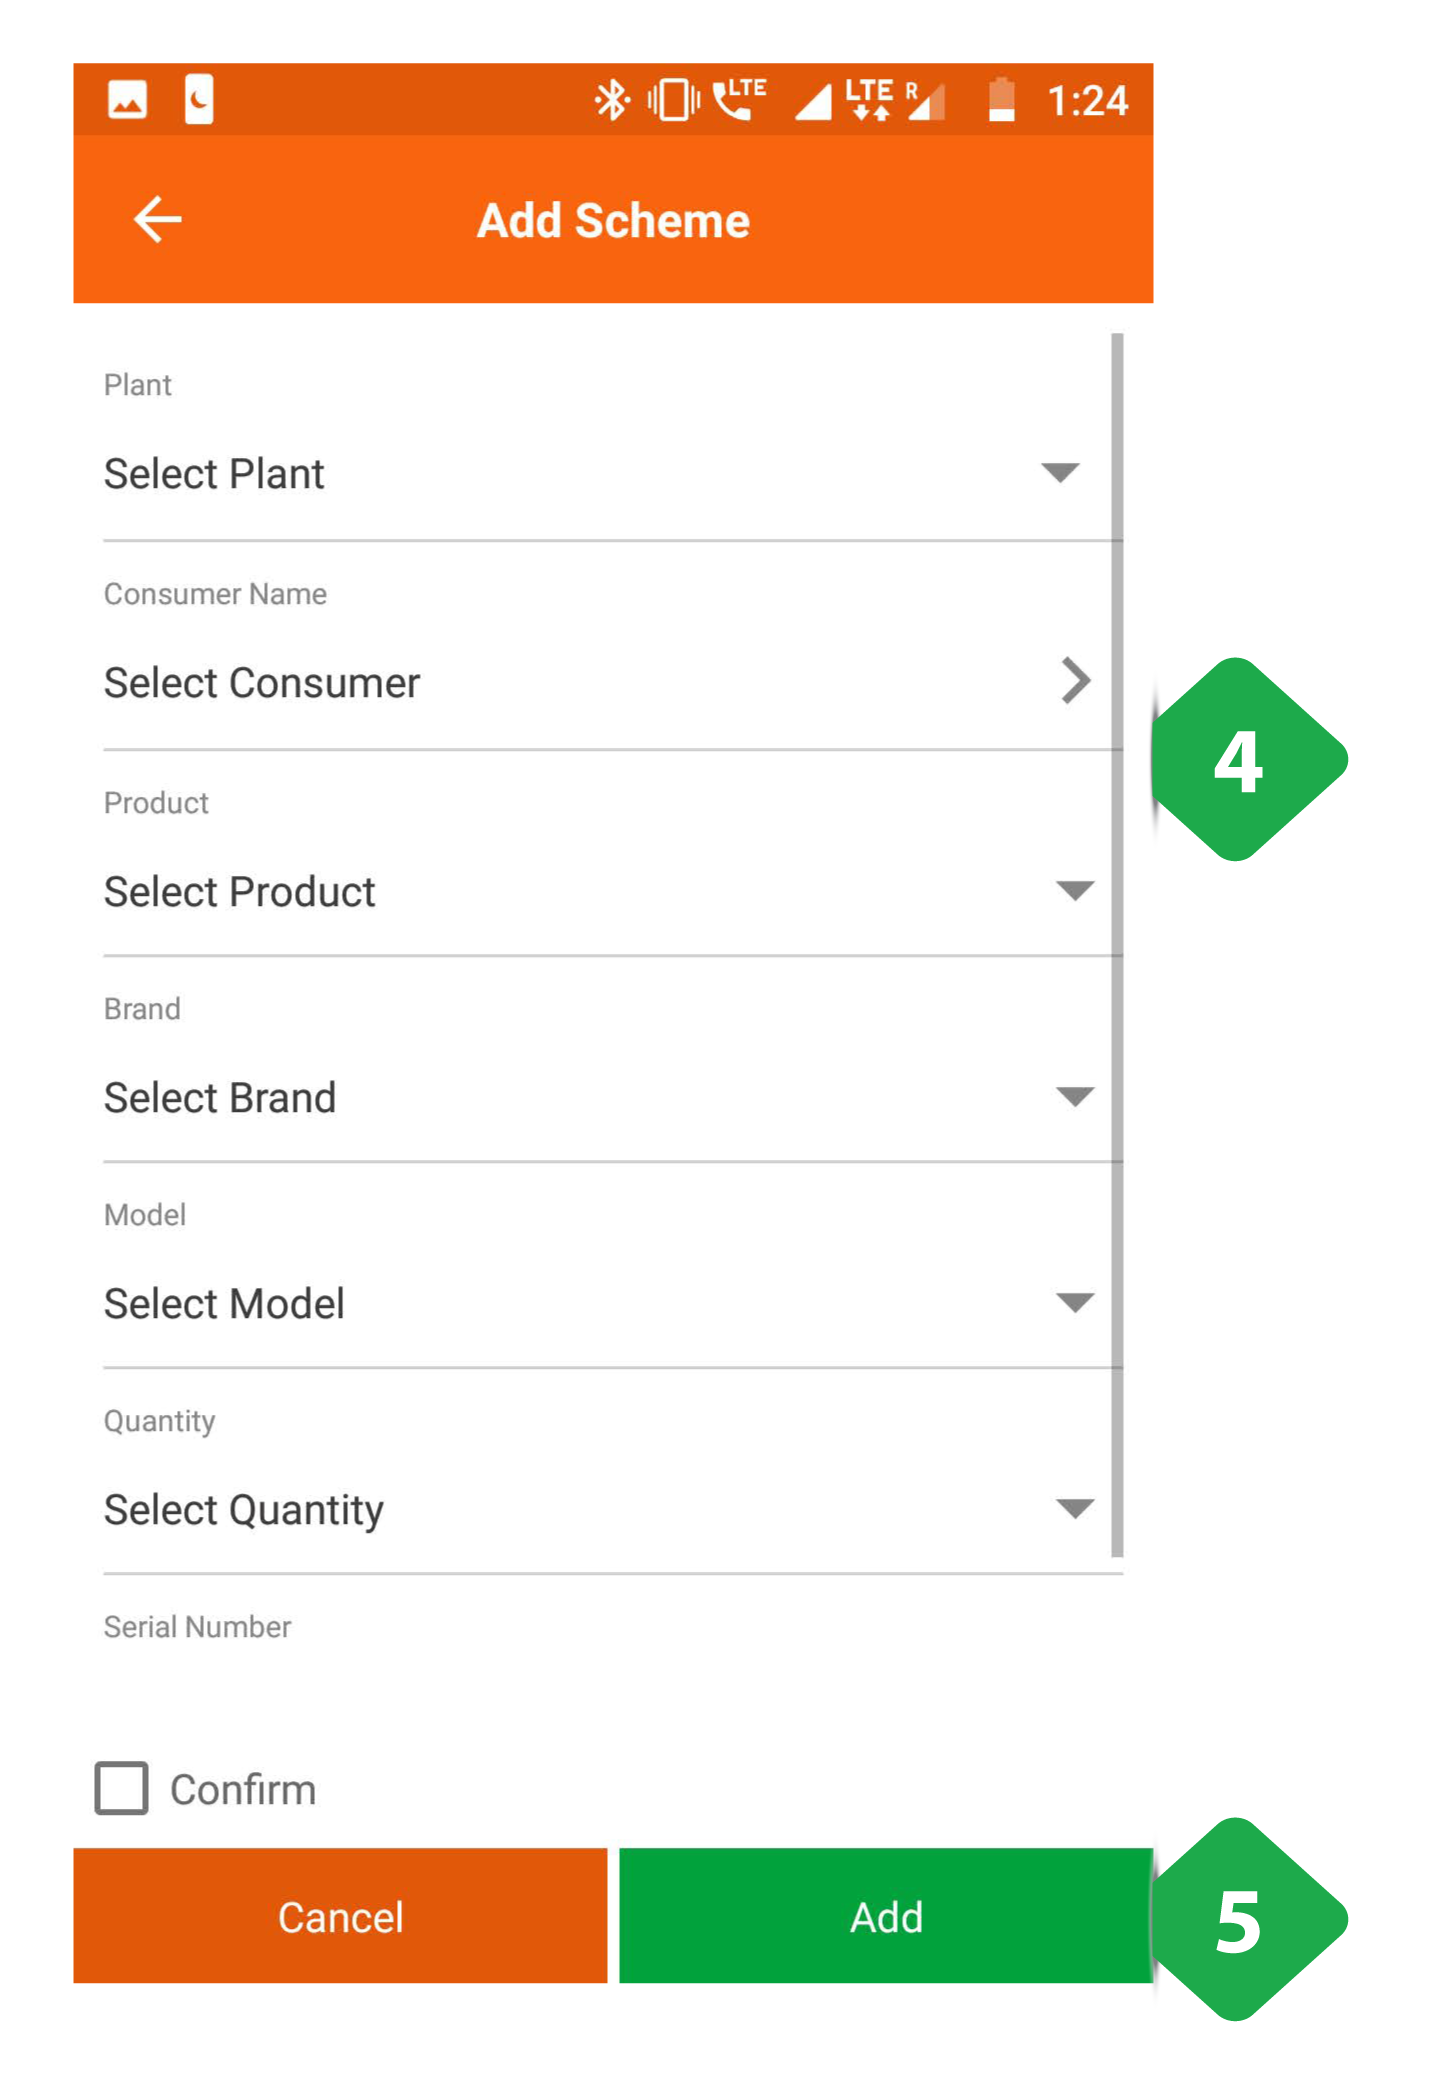 LTE LTE R 1:24
Add Scheme
Plant
Select Plant
Consumer Name
Select Consumer
4
Product
Select Product
Brand
Select Brand
Model
Select Model
Quantity
Select Quantity
Serial Number
Confirm
Cancel Add 5